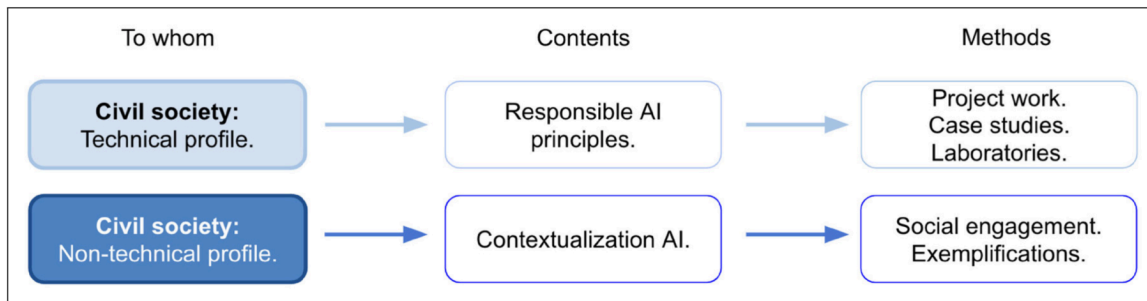 To whom
Contents
Methods
Civil society:
Technical profile.
Responsible AI
principles.
Project work.
Case studies.
Laboratories.
Civil society:
Non-technical profile.
Contextualization AI.
Social engagement.
Exemplifications.